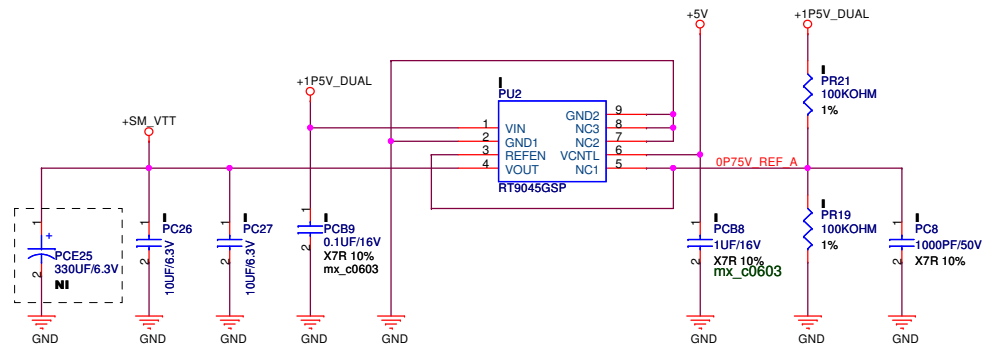 +5V
+1P5V_DUAL
+1P5V_DUAL
+SM_VTT
I
PU2
1 VIN
2 GND1
3 REFEN
4 VOUT
GND2 9
NC3 8
NC2 7
VCNTL 6
NC1 5
RT9045GSP
0P75V_REF_A
I
PR21
100KOHM
1%
1
+
PCE25
330UF/6.3V
2
NI
1
I
PC26
10UF/6.3V
2
1
I
PC27
10UF/6.3V
2
1
I
PCB9
0.1UF/16V
X7R 10%
mx_c0603
2
1
I
PCB8
1UF/16V
X7R 10%
mx_c0603
2
I
PR19
100KOHM
1%
1
I
PC8
1000PF/50V
X7R 10%
2
GND
GND
GND
GND
GND
GND
GND
GND